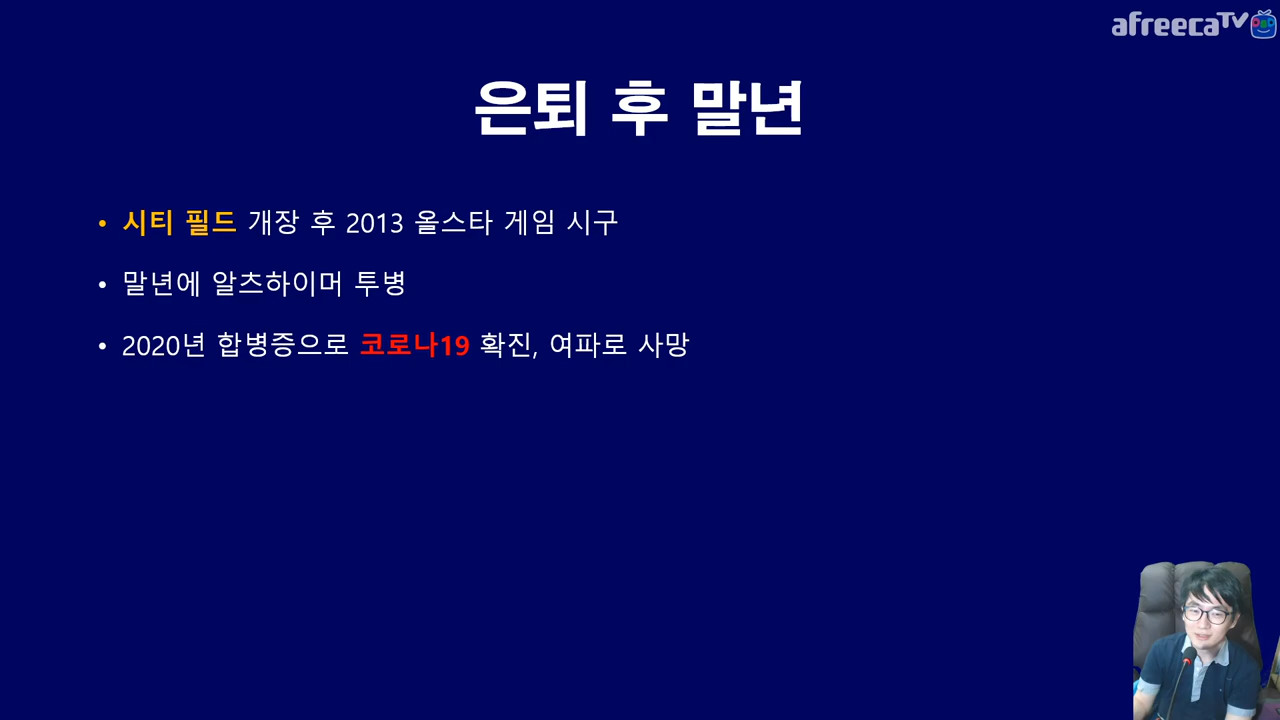 afreecaTV
은퇴 후 말년
• 시티 필드 개장 후 2013 올스타 게임 시구
• 말년에 알츠하이머 투병
• 2020년 합병증으로 코로나19 확진, 여파로 사망